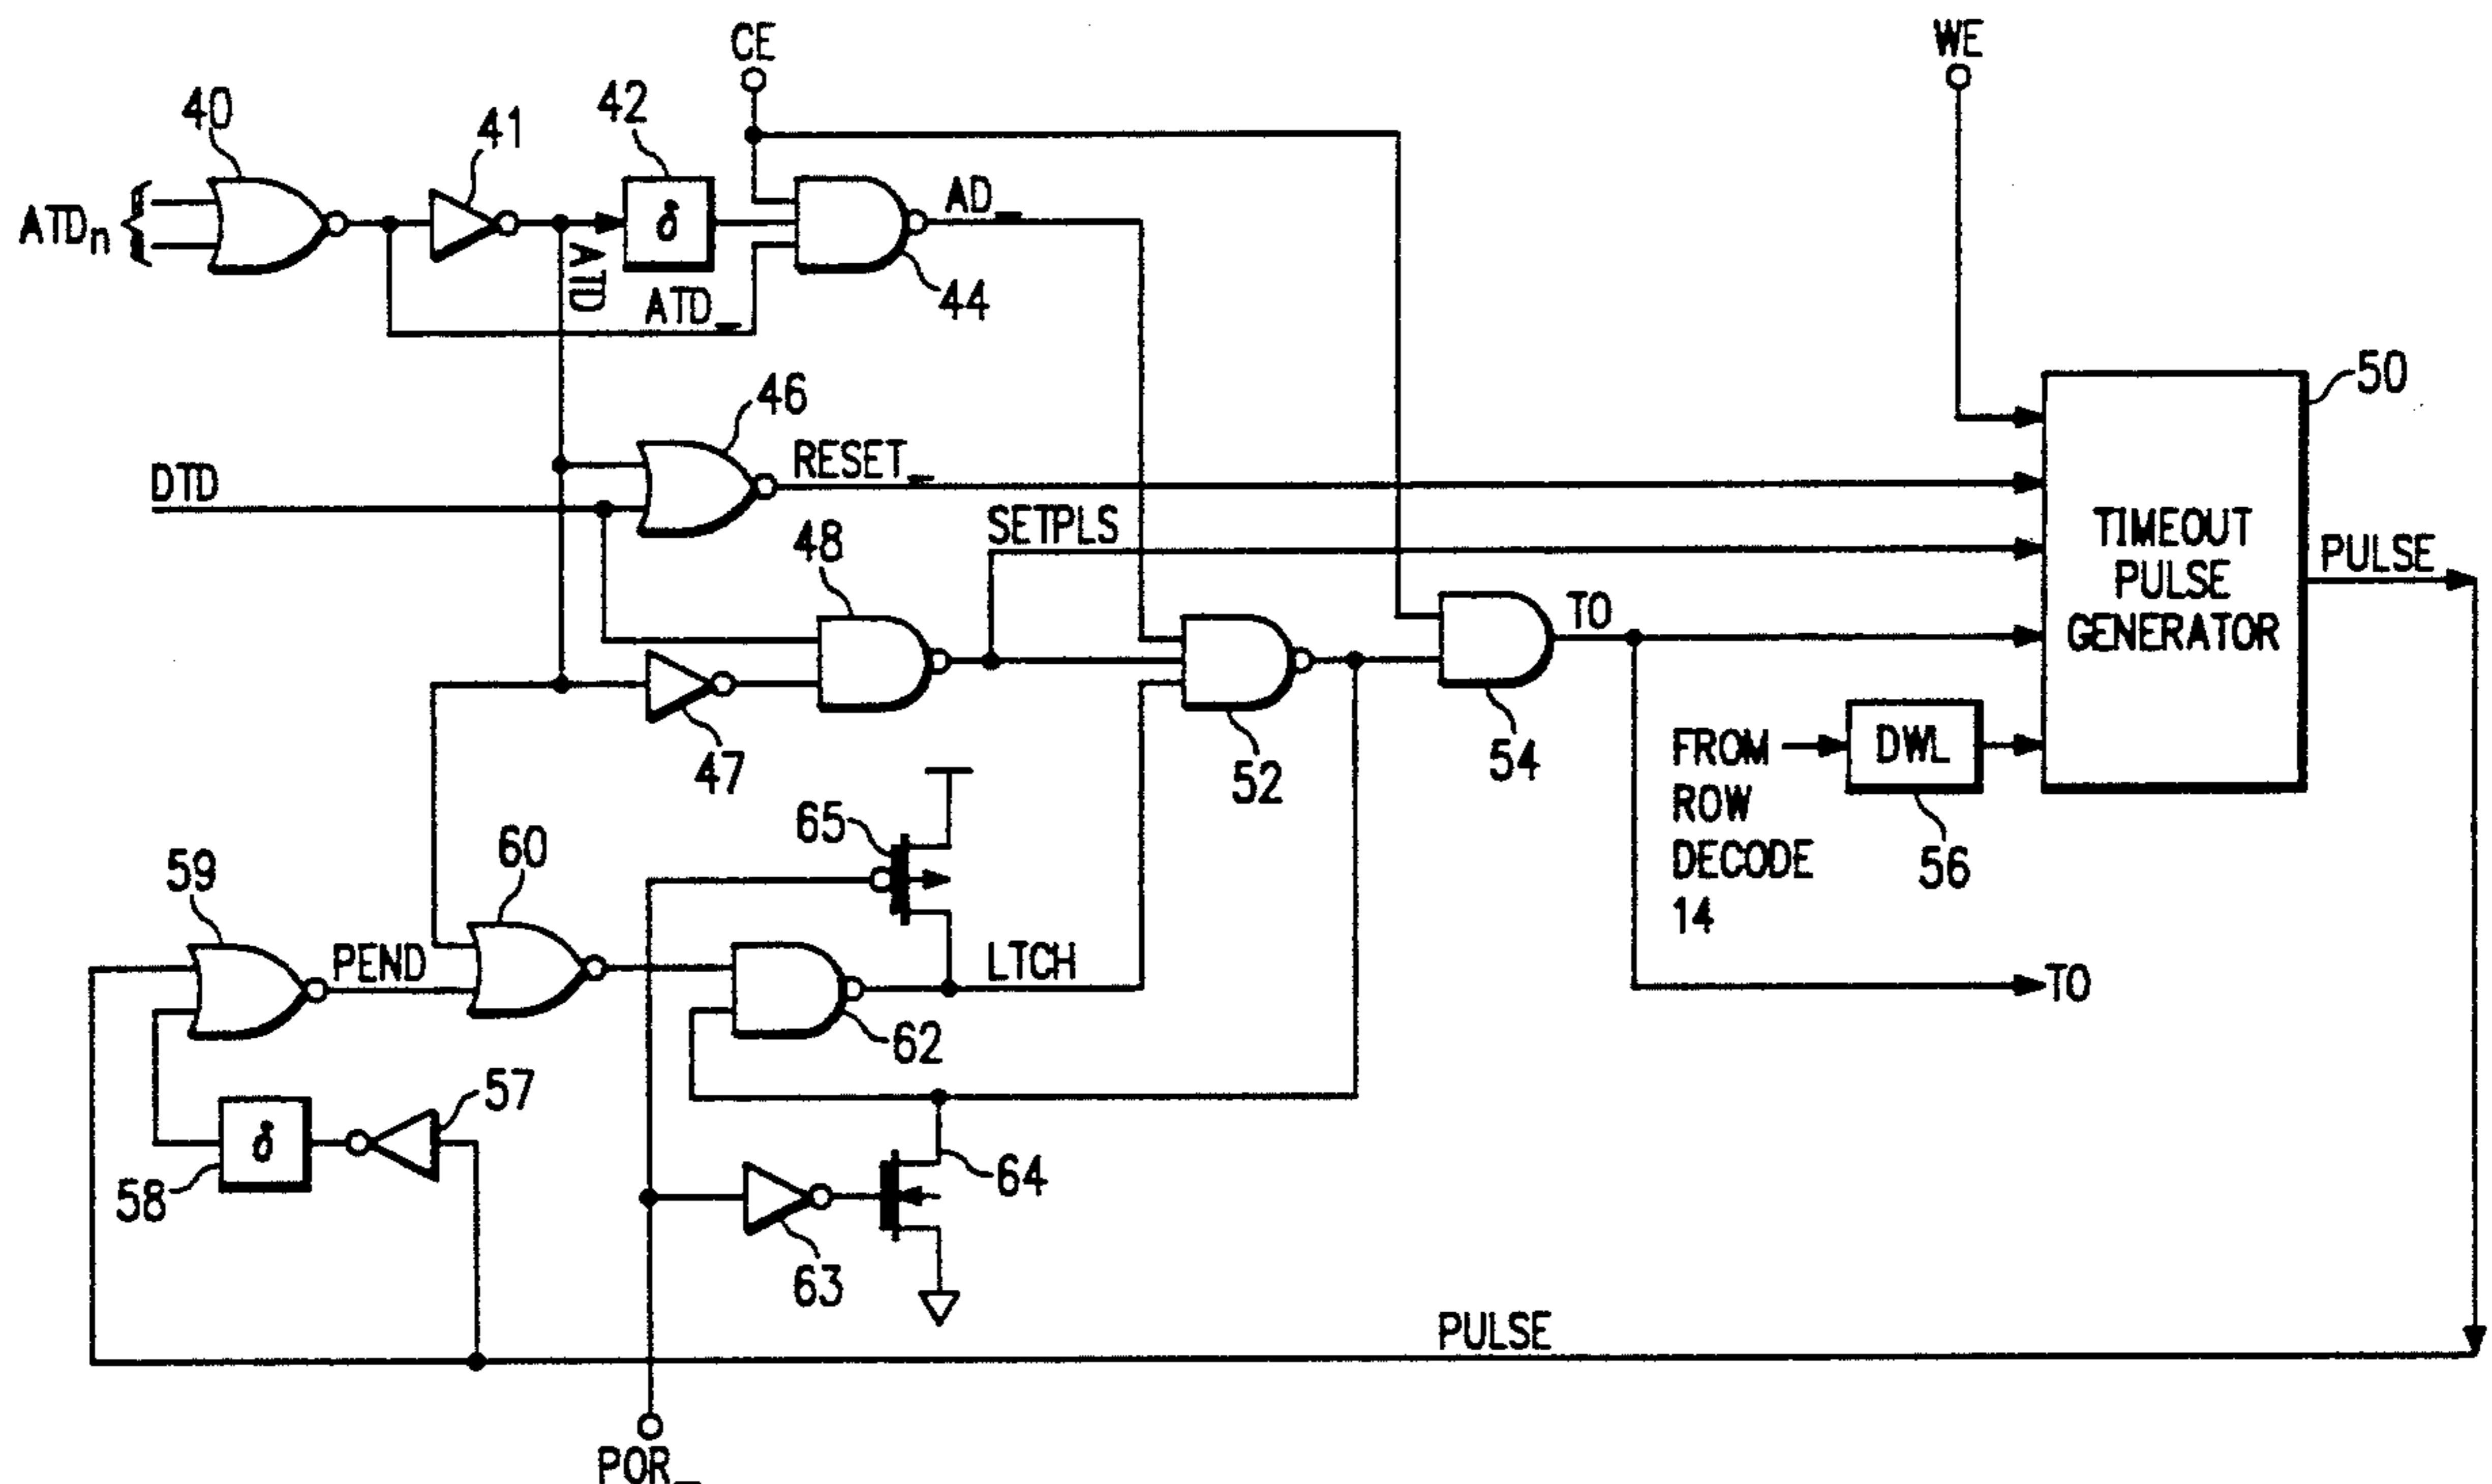 CE
WE
40
41
42
ATDn
AD_
ATD
ATD_
44
50
46
DTD
RESET_
48
SETPLS
TIMEOUT
PULSE
GENERATOR
PULSE
TO
47
52
54
FROM
ROW
DECODE
14
DWL
56
65
60
59
PEND
LTCH
TO
62
57
δ
δ
58
64
63
PULSE
POR_